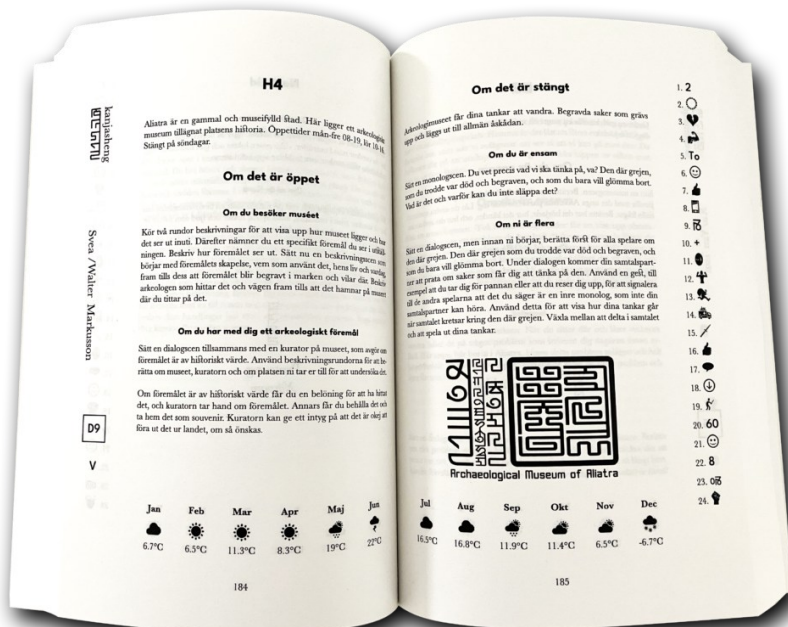 kanjasheng
Svea /Walter Markusson
D9
V
H4
Aliatra är en gammal och museifylld stad. Här ligger ett arkeologiskt
museum tillägnat platsens historia. Öppettider mån-fre 08-19, lör 10-16.
Stängt på söndagar.
Om det är öppet
Om du besöker muséet
Kör två rundor beskrivningar för att visa upp hur museet ligger och hur
det ser ut inuti. Därefter nämner du ett specifikt föremål du ser i utställ-
ningen. Beskriv hur föremålet ser ut. Sätt nu en beskrivningsscen som
börjar med föremålets skapelse, vem som använt det, hens liv och vardag,
fram tills dess att föremålet blir begravt i marken och vilar där. Beskriv
arkeologen som hittar det och vägen fram tills att det hamnar på museet
där du tittar på det.
Om du har med dig ett arkeologiskt föremål
Sätt en dialogscen tillsammans med en kurator på museet, som avgör om
föremålet är av historiskt värde. Använd beskrivningsrundorna för att be-
rätta om museet, kuratorn och om platsen ni tar er till för att undersöka det.
Om föremålet är av historiskt värde får du en belöning för att ha hittat
det, och kuratorn tar hand om föremålet. Annars får du behålla det och
ta hem det som souvenir. Kuratorn kan ge ett intyg på att det är okej att
föra ut det ur landet, om så önskas.
Jan Feb Mar Apr Maj Jun
6.7°C 6.5°C 11.3°C 8.3°C 19°C 22°C
184
Om det är stängt
Arkeologimuseet får dina tankar att vandra. Begravda saker som grävs
upp och läggs ut till allmän åskådan.
Om du är ensam
Sätt en monologscen. Du vet precis vad vi ska tänka på, va? Den där grejen,
som du trodde var död och begraven, och som du bara vill glömma bort.
Vad är det och varför kan du inte släppa det?
Om ni är flera
Sätt en dialogscen, men innan ni börjar, berätta först för alla spelare om
den där grejen. Den där grejen som du trodde var död och begraven, och
som du bara vill glömma bort. Under dialogen kommer din samtalspart-
ner att prata om saker som får dig att tänka på den. Använd en gest, till
exempel att du tar dig för pannan eller att du reser dig upp, för att signalera
till de andra spelarna att det du säger är en inre monolog, som inte din
samtalspartner kan höra. Använd detta för att visa hur dina tankar går
när samtalet kretsar kring den där grejen. Växla mellan att delta i samtalet
och att spela ut dina tankar.
Archaeological Museum of Aliatra
Jul Aug Sep Okt Nov Dec
16.5°C 16.8°C 11.9°C 11.4°C 6.5°C -6.7°C
185
1. 2
2.
3.
4.
5. To
6.
7.
8.
9.
10. +
11.
12.
13.
14.
15.
16.
17.
18.
19.
20. 60
21.
22. 8
23.
24.